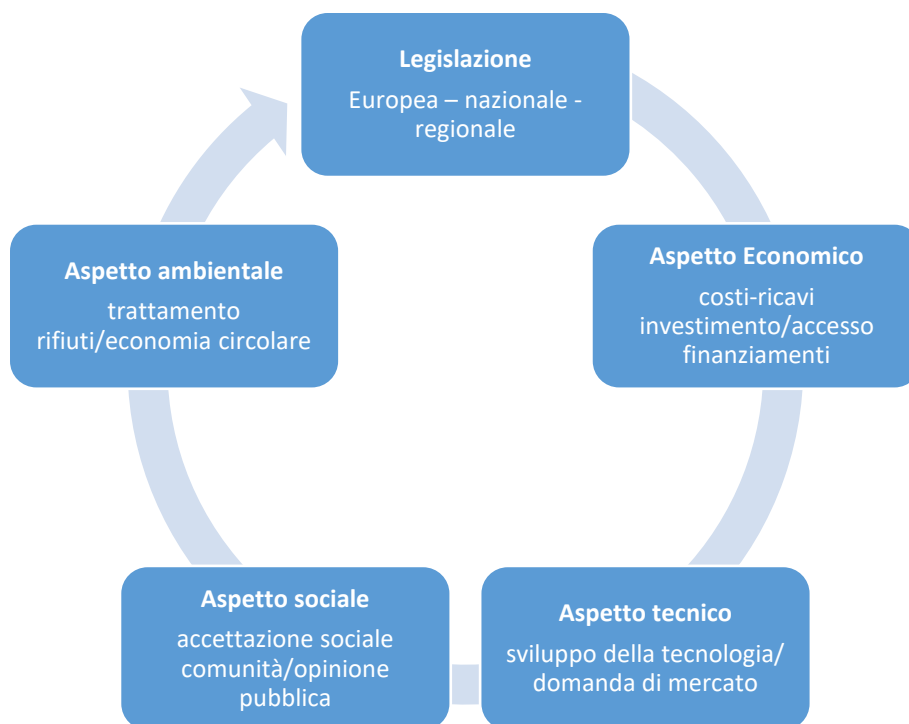 Legislazione
Europea – nazionale -
regionale
Aspetto Economico
costi-ricavi
investimento/accesso
finanziamenti
Aspetto tecnico
sviluppo della tecnologia/
domanda di mercato
Aspetto sociale
accettazione sociale
comunità/opinione
pubblica
Aspetto ambientale
trattamento
rifiuti/economia circolare